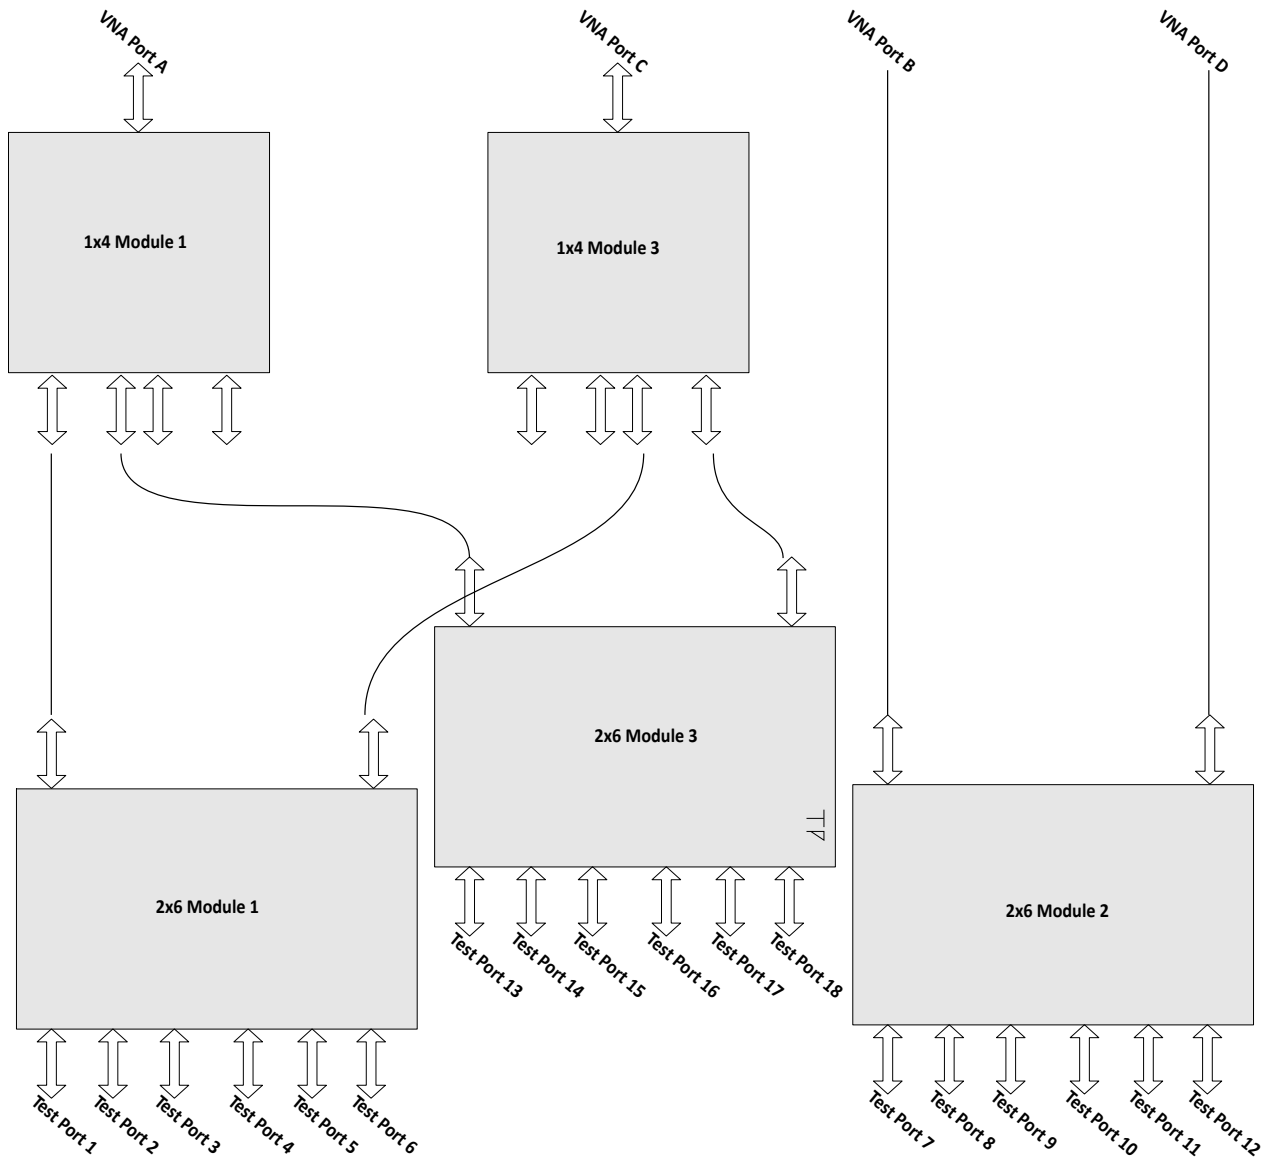 VNA Port A
VNA Port C
VNA Port B
VNA Port D
1x4 Module 1
1x4 Module 3
2x6 Module 3
TP
2x6 Module 1
2x6 Module 2
Test Port 13
Test Port 14
Test Port 15
Test Port 16
Test Port 17
Test Port 18
Test Port 1
Test Port 2
Test Port 3
Test Port 4
Test Port 5
Test Port 6
Test Port 7
Test Port 8
Test Port 9
Test Port 10
Test Port 11
Test Port 12